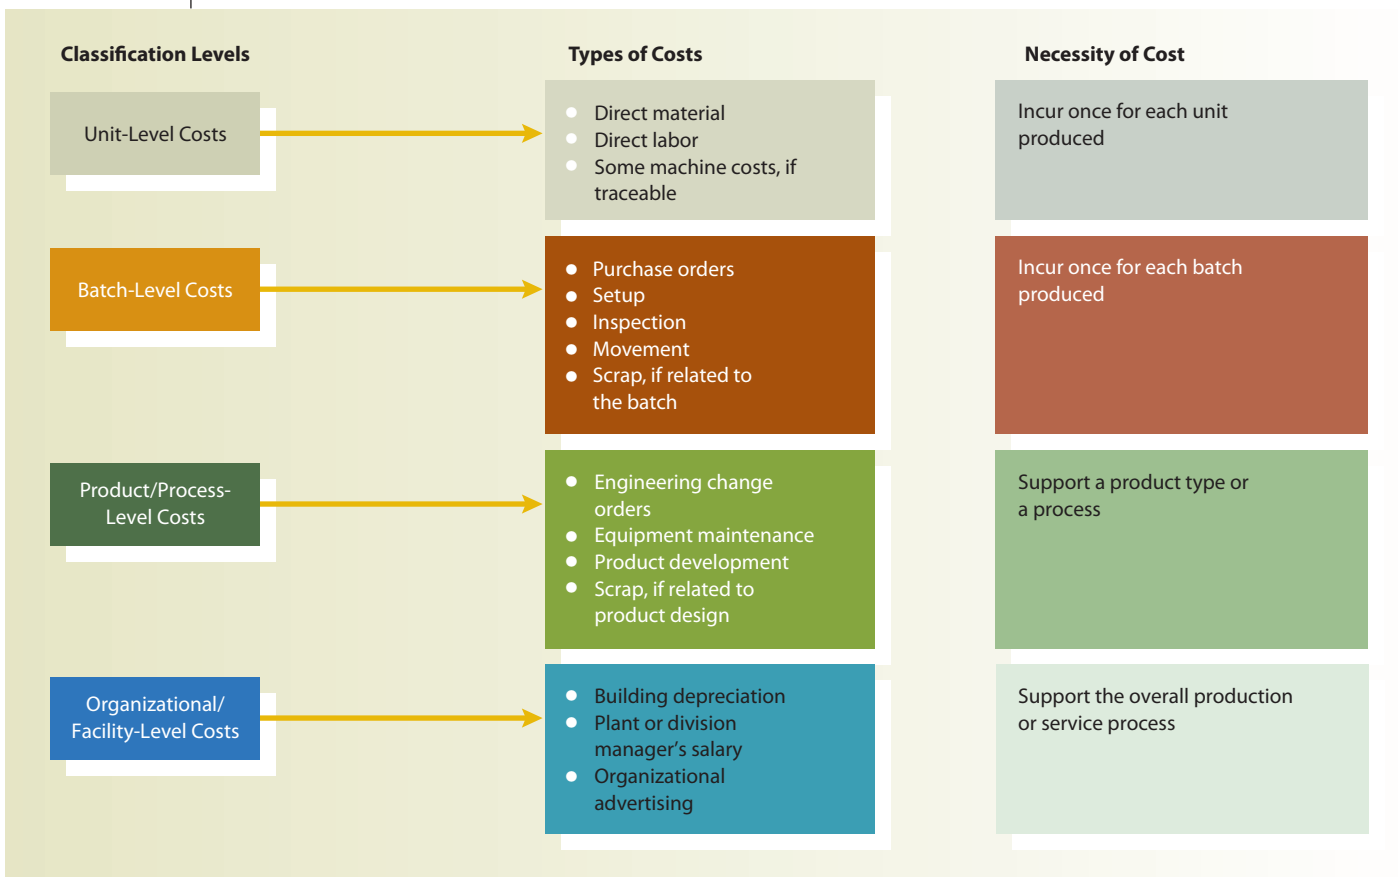 Classification Levels
Types of Costs
Necessity of Cost
Unit-Level Costs
Direct material
Direct labor
Some machine costs, if
traceable
Incur once for each unit
produced
Batch-Level Costs
Purchase orders
Setup
Inspection
Movement
Scrap, if related to
the batch
Incur once for each batch
produced
Product/Process-
Level Costs
Engineering change
orders
Equipment maintenance
Product development
Scrap, if related to
product design
Support a product type or
a process
Organizational/
Facility-Level Costs
Building depreciation
Plant or division
manager’s salary
Organizational
advertising
Support the overall production
or service process